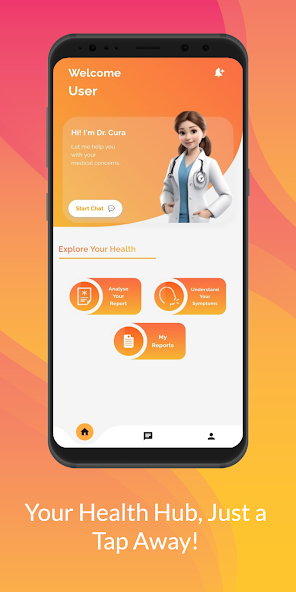 Welcome
User
Hi! I'm Dr. Cura
Let me help you
with your
medical concerns.
Start Chat
Explore Your Health
Analyse
Your
Report
Understand
Your
Symptoms
My
Reports
Your Health Hub, Just a
Tap Away!